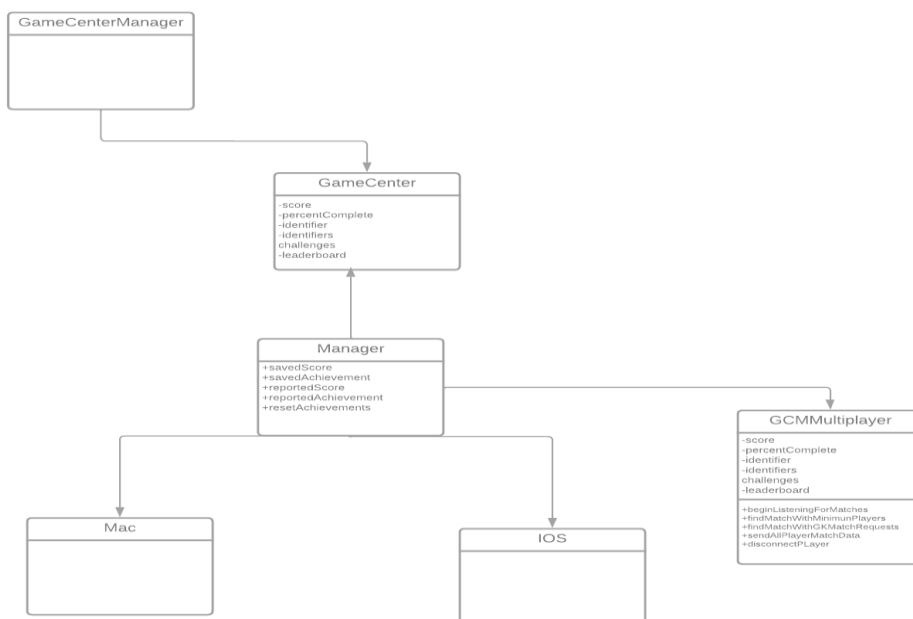 GameCenterManager
GameCenter
-score
-percentComplete
-identifier
-identifiers
challenges
-leaderboard
Manager
+savedScore
+savedAchievement
+reportedScore
+reportedAchievement
+resetAchievements
GCMMultiplayer
-score
-percentComplete
-identifier
-identifiers
challenges
-leaderboard
+beginListeningForMatches
+findMatchWithMinimunPlayers
+findMatchWithGKMatchRequests
+sendAllPlayerMatchData
+disconnectPLayer
Mac
IOS